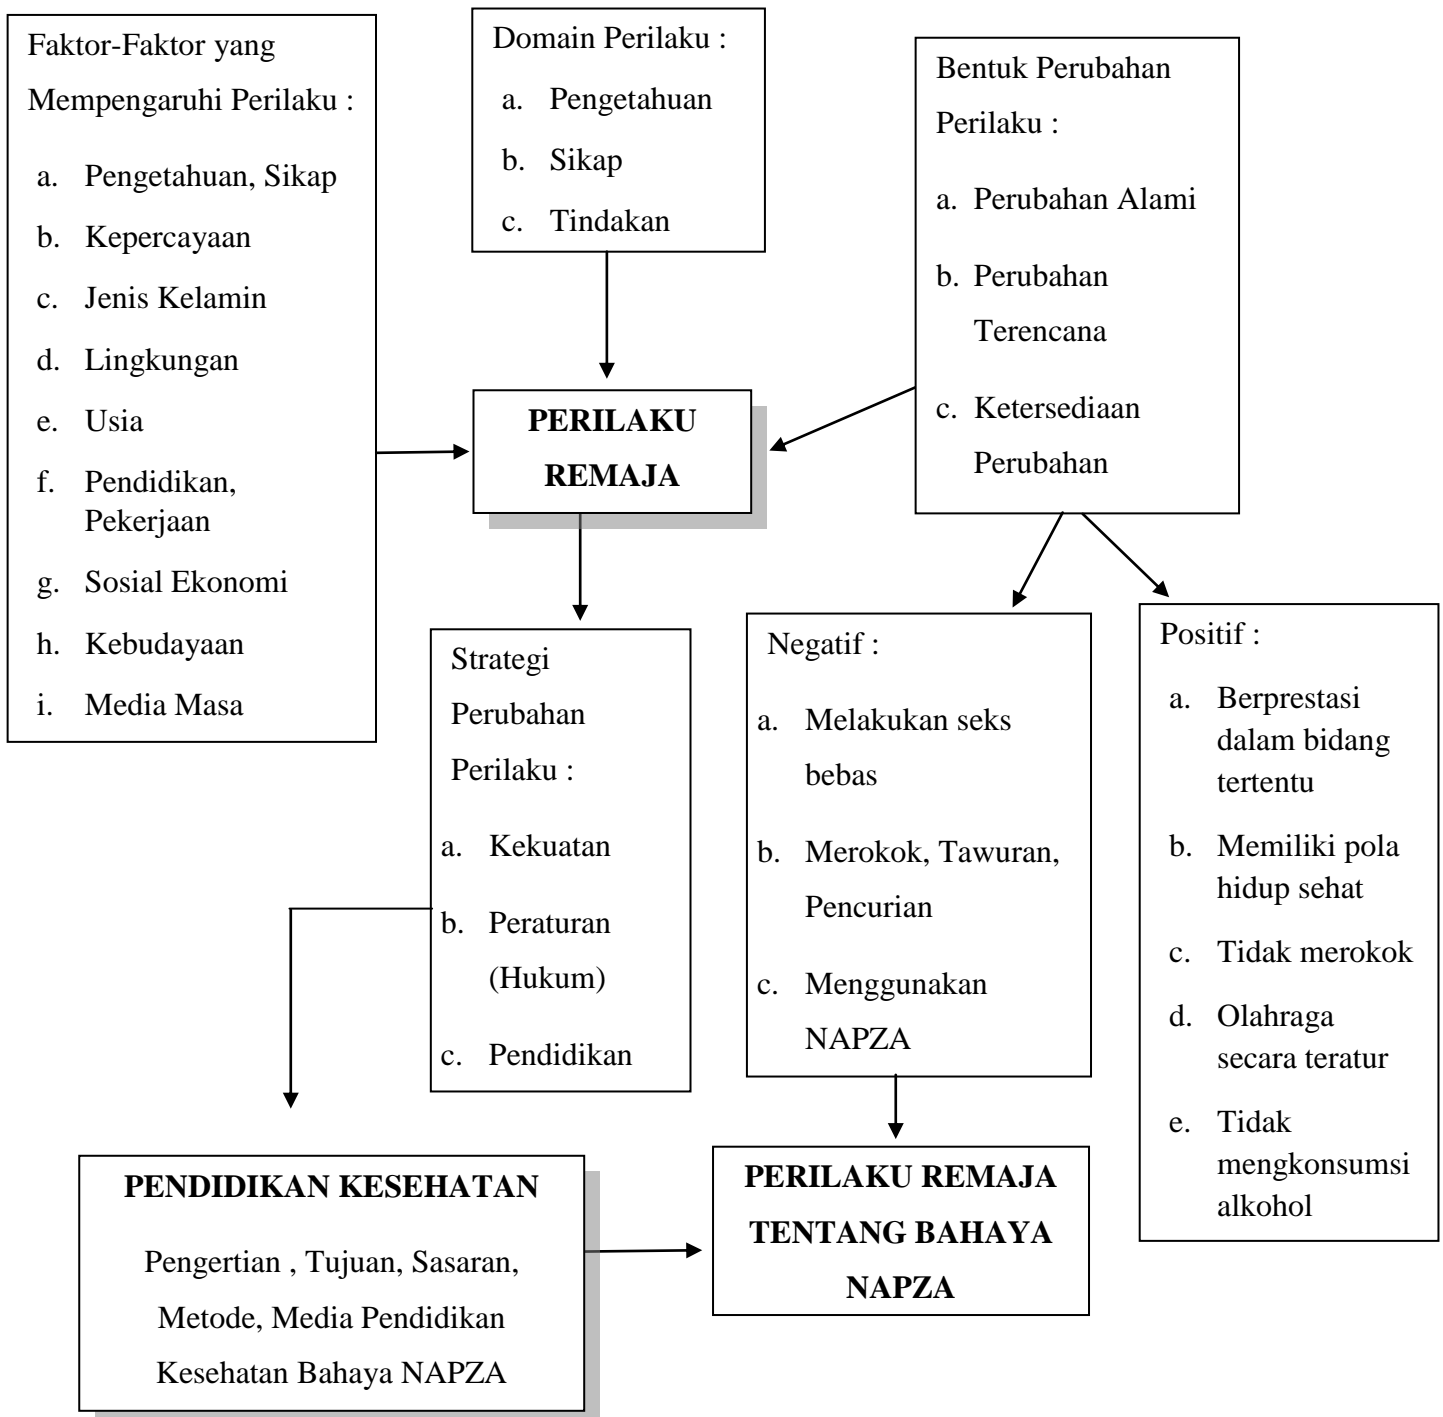 Faktor-Faktor yang
Mempengaruhi Perilaku :
a. Pengetahuan, Sikap
b. Kepercayaan
c. Jenis Kelamin
d. Lingkungan
e. Usia
f. Pendidikan,
Pekerjaan
g. Sosial Ekonomi
h. Kebudayaan
i. Media Masa
Domain Perilaku :
a. Pengetahuan
b. Sikap
c. Tindakan
Bentuk Perubahan
Perilaku :
a. Perubahan Alami
b. Perubahan
Terencana
c. Ketersediaan
Perubahan
PERILAKU
REMAJA
Strategi
Perubahan
Perilaku :
a. Kekuatan
b. Peraturan
(Hukum)
c. Pendidikan
Negatif :
a. Melakukan seks
bebas
b. Merokok, Tawuran,
Pencurian
c. Menggunakan
NAPZA
Positif :
a. Berprestasi
dalam bidang
tertentu
b. Memiliki pola
hidup sehat
c. Tidak merokok
d. Olahraga
secara teratur
e. Tidak
mengkonsumsi
alkohol
PENDIDIKAN KESEHATAN
Pengertian , Tujuan, Sasaran,
Metode, Media Pendidikan
Kesehatan Bahaya NAPZA
PERILAKU REMAJA
TENTANG BAHAYA
NAPZA